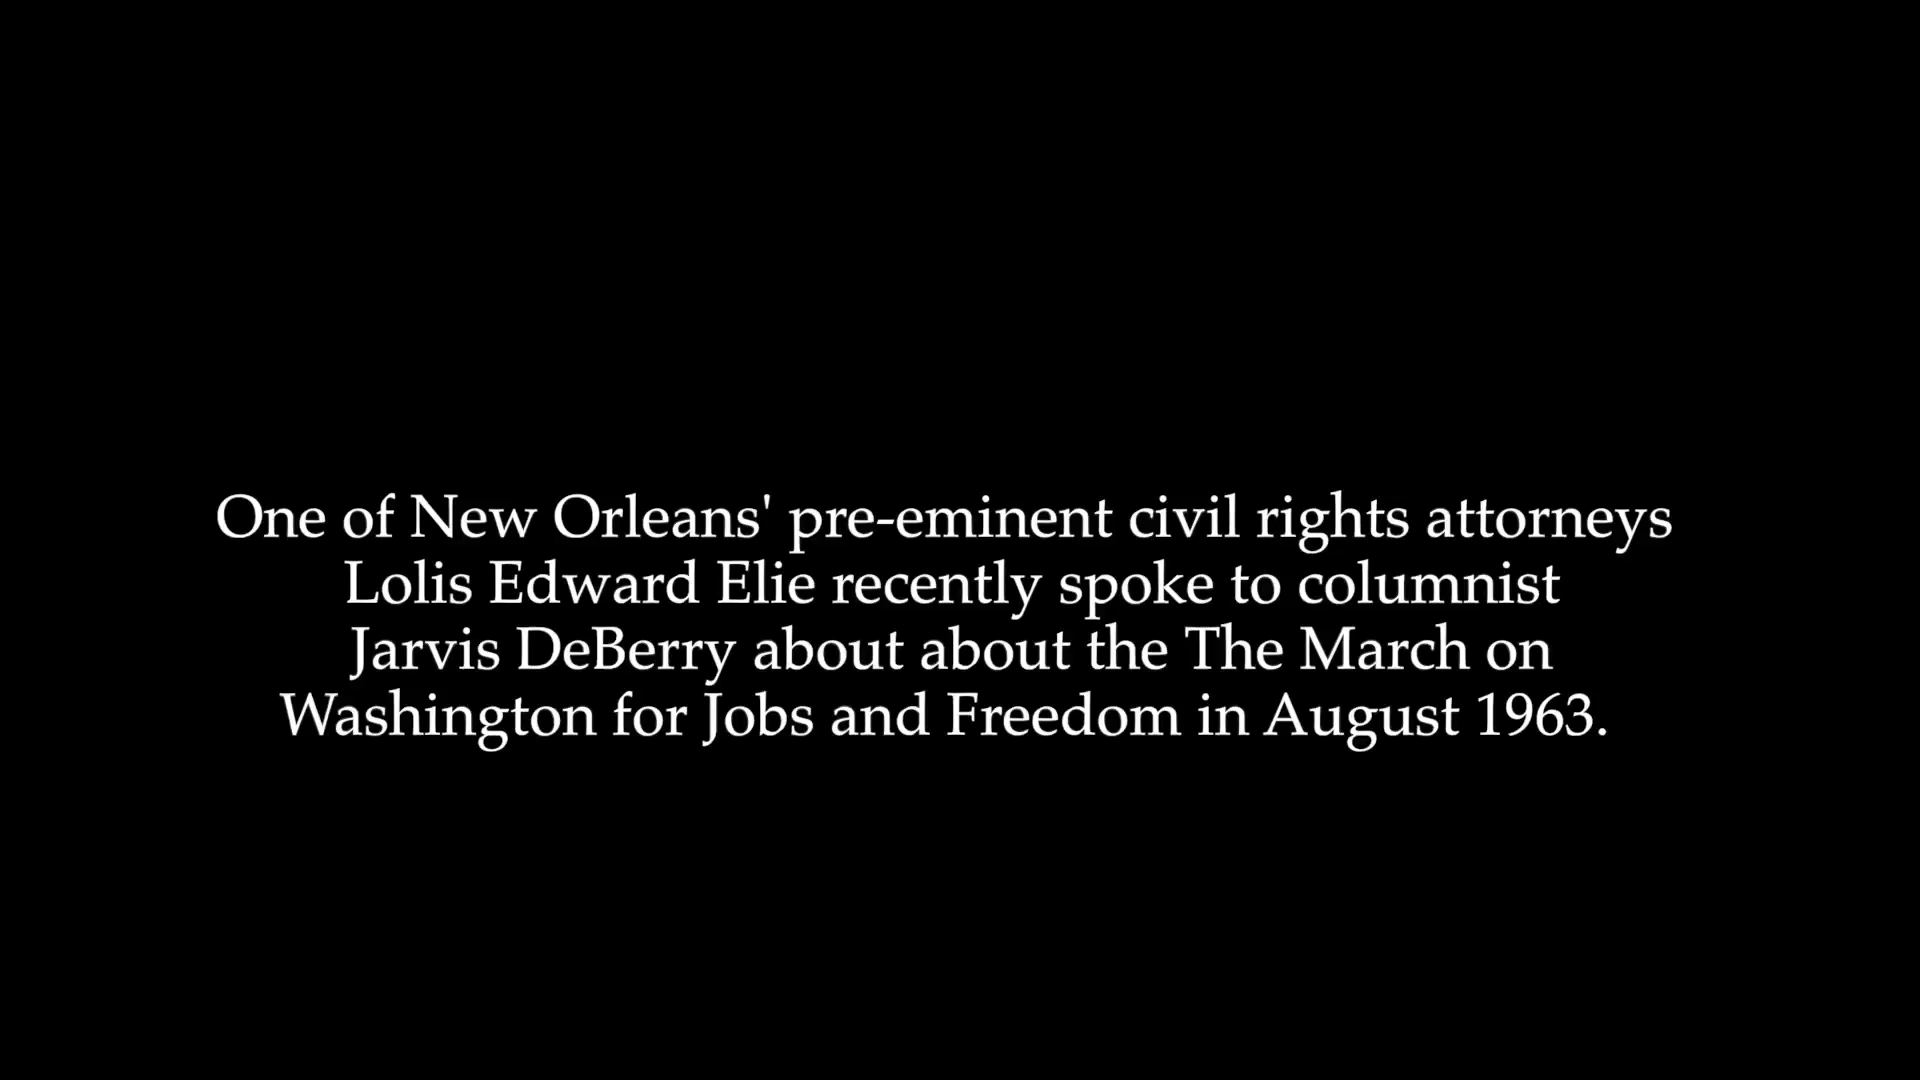 One of New Orleans' pre-eminent civil rights attorneys
Lolis Edward Elie recently spoke to columnist
Jarvis DeBerry about about the The March on
Washington for Jobs and Freedom in August 1963.